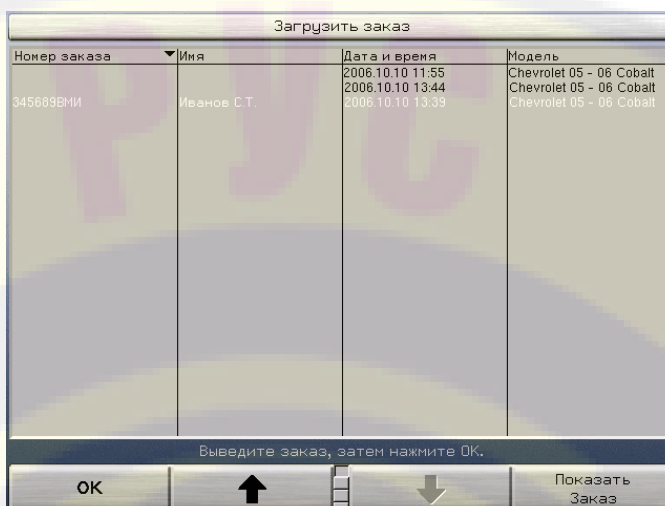 Загрузить заказ
Номер заказа Имя Дата и время Модель
2006.10.10 11:55 Chevrolet 05 - 06 Cobalt
2006.10.10 13:44 Chevrolet 05 - 06 Cobalt
345689ВМИ Иванов С.Т. 2006.10.10 13:39 Chevrolet 05 - 06 Cobalt
Выведите заказ, затем нажмите OK.
OK Показать
Заказ
РУС